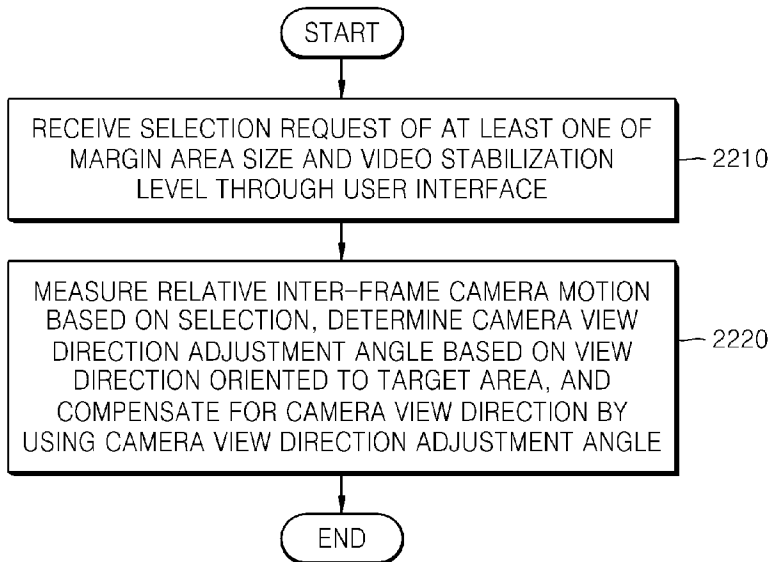 START
RECEIVE SELECTION REQUEST OF AT LEAST ONE OF
MARGIN AREA SIZE AND VIDEO STABILIZATION
LEVEL THROUGH USER INTERFACE
2210
MEASURE RELATIVE INTER-FRAME CAMERA MOTION
BASED ON SELECTION, DETERMINE CAMERA VIEW
DIRECTION ADJUSTMENT ANGLE BASED ON VIEW
DIRECTION ORIENTED TO TARGET AREA, AND
COMPENSATE FOR CAMERA VIEW DIRECTION BY
USING CAMERA VIEW DIRECTION ADJUSTMENT ANGLE
2220
END